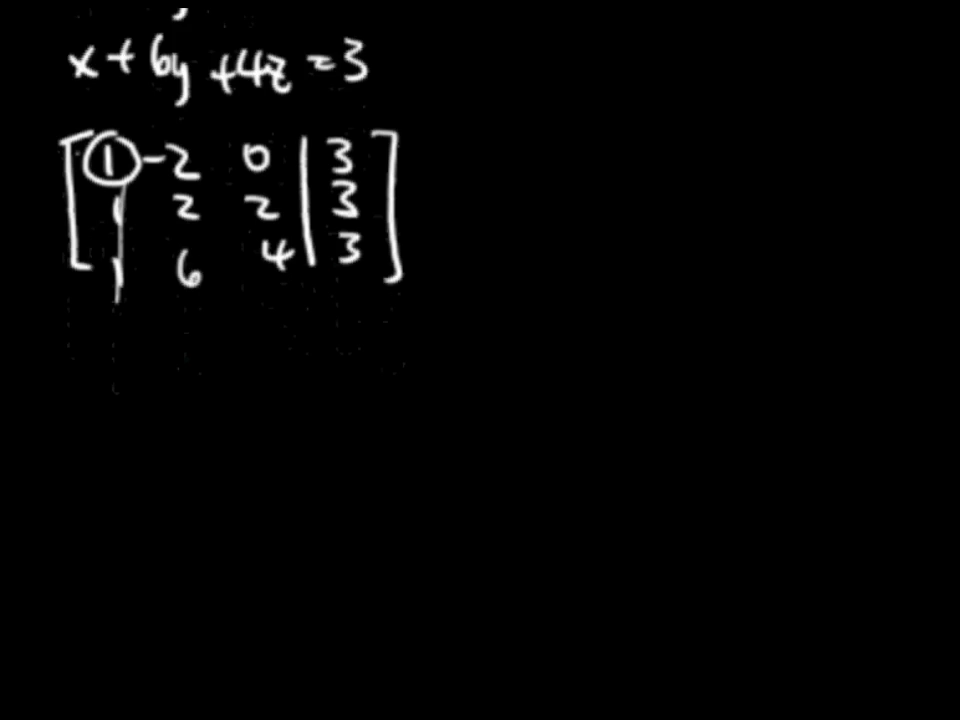 x + 6y + 4z = 3
1 -2 0 | 3
1 2 2 | 3
1 6 4 | 3